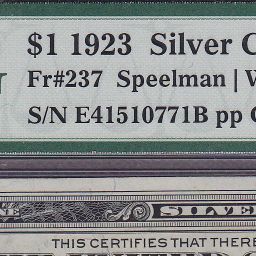 $1 1923 Silver C
Fr#237 Speelman | W
S/N E41510771B pp C
SILVE
THIS CERTIFIES THAT THERE